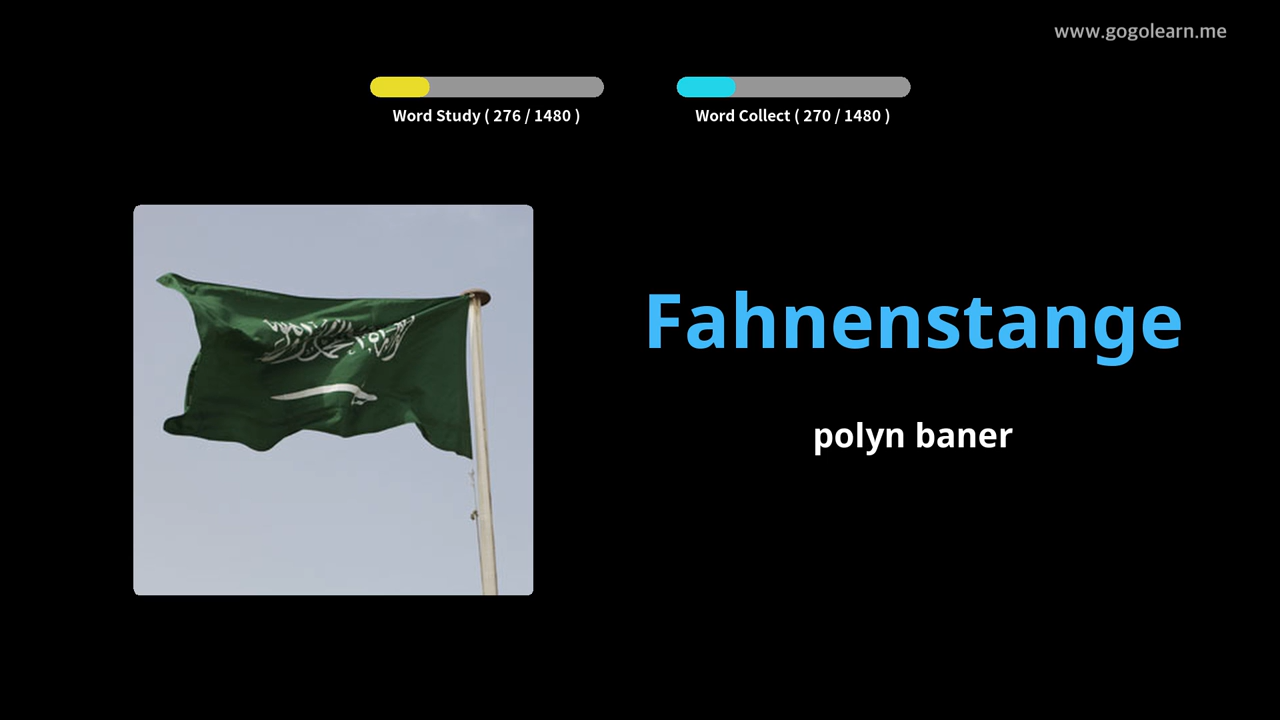 www.gogolearn.me
Word Study ( 276 / 1480 )
Word Collect ( 270 / 1480 )
Fahnenstange
polyn baner